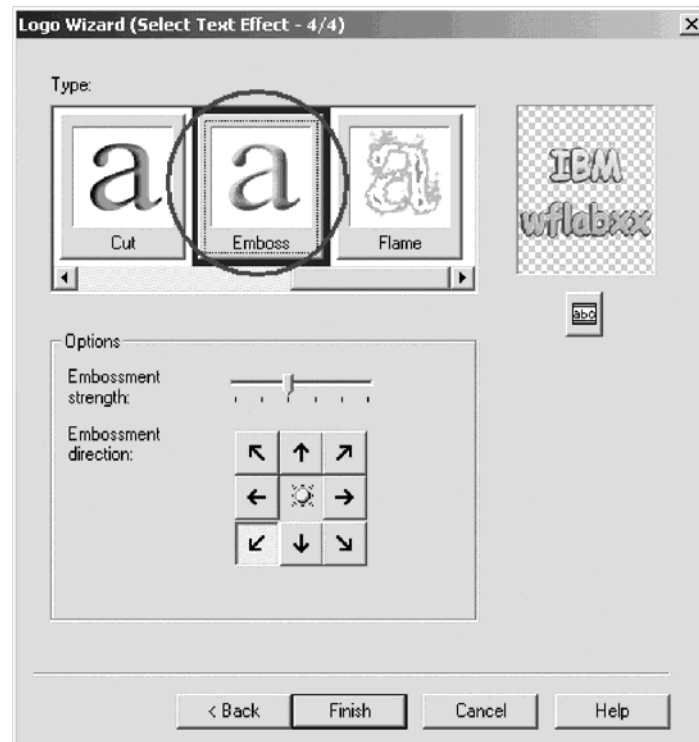 Logo Wizard (Select Text Effect - 4/4)
Type:
a a a
Cut Emboss Flame
IBM
wflabxx
abc
Options
Embossment
strength:
Embossment
direction:
< Back Finish Cancel Help